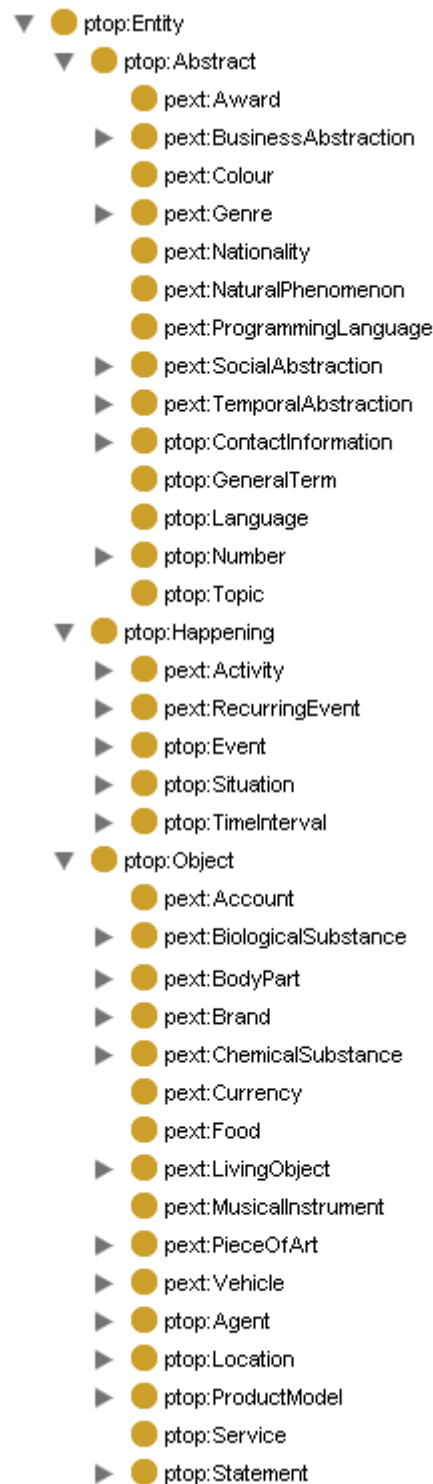 ptop:Entity
ptop:Abstract
pext:Award
pext:BusinessAbstraction
pext:Colour
pext:Genre
pext:Nationality
pext:NaturalPhenomenon
pext:ProgrammingLanguage
pext:SocialAbstraction
pext:TemporalAbstraction
ptop:ContactInformation
ptop:GeneralTerm
ptop:Language
ptop:Number
ptop:Topic
ptop:Happening
pext:Activity
pext:RecurringEvent
ptop:Event
ptop:Situation
ptop:TimeInterval
ptop:Object
pext:Account
pext:BiologicalSubstance
pext:BodyPart
pext:Brand
pext:ChemicalSubstance
pext:Currency
pext:Food
pext:LivingObject
pext:MusicalInstrument
pext:PieceOfArt
pext:Vehicle
ptop:Agent
ptop:Location
ptop:ProductModel
ptop:Service
ptop:Statement